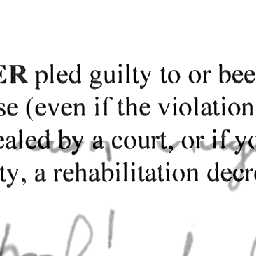 ER pled guilty to or bee
se (even if the violation
ealed by a court, or if yo
ty, a rehabilitation decr